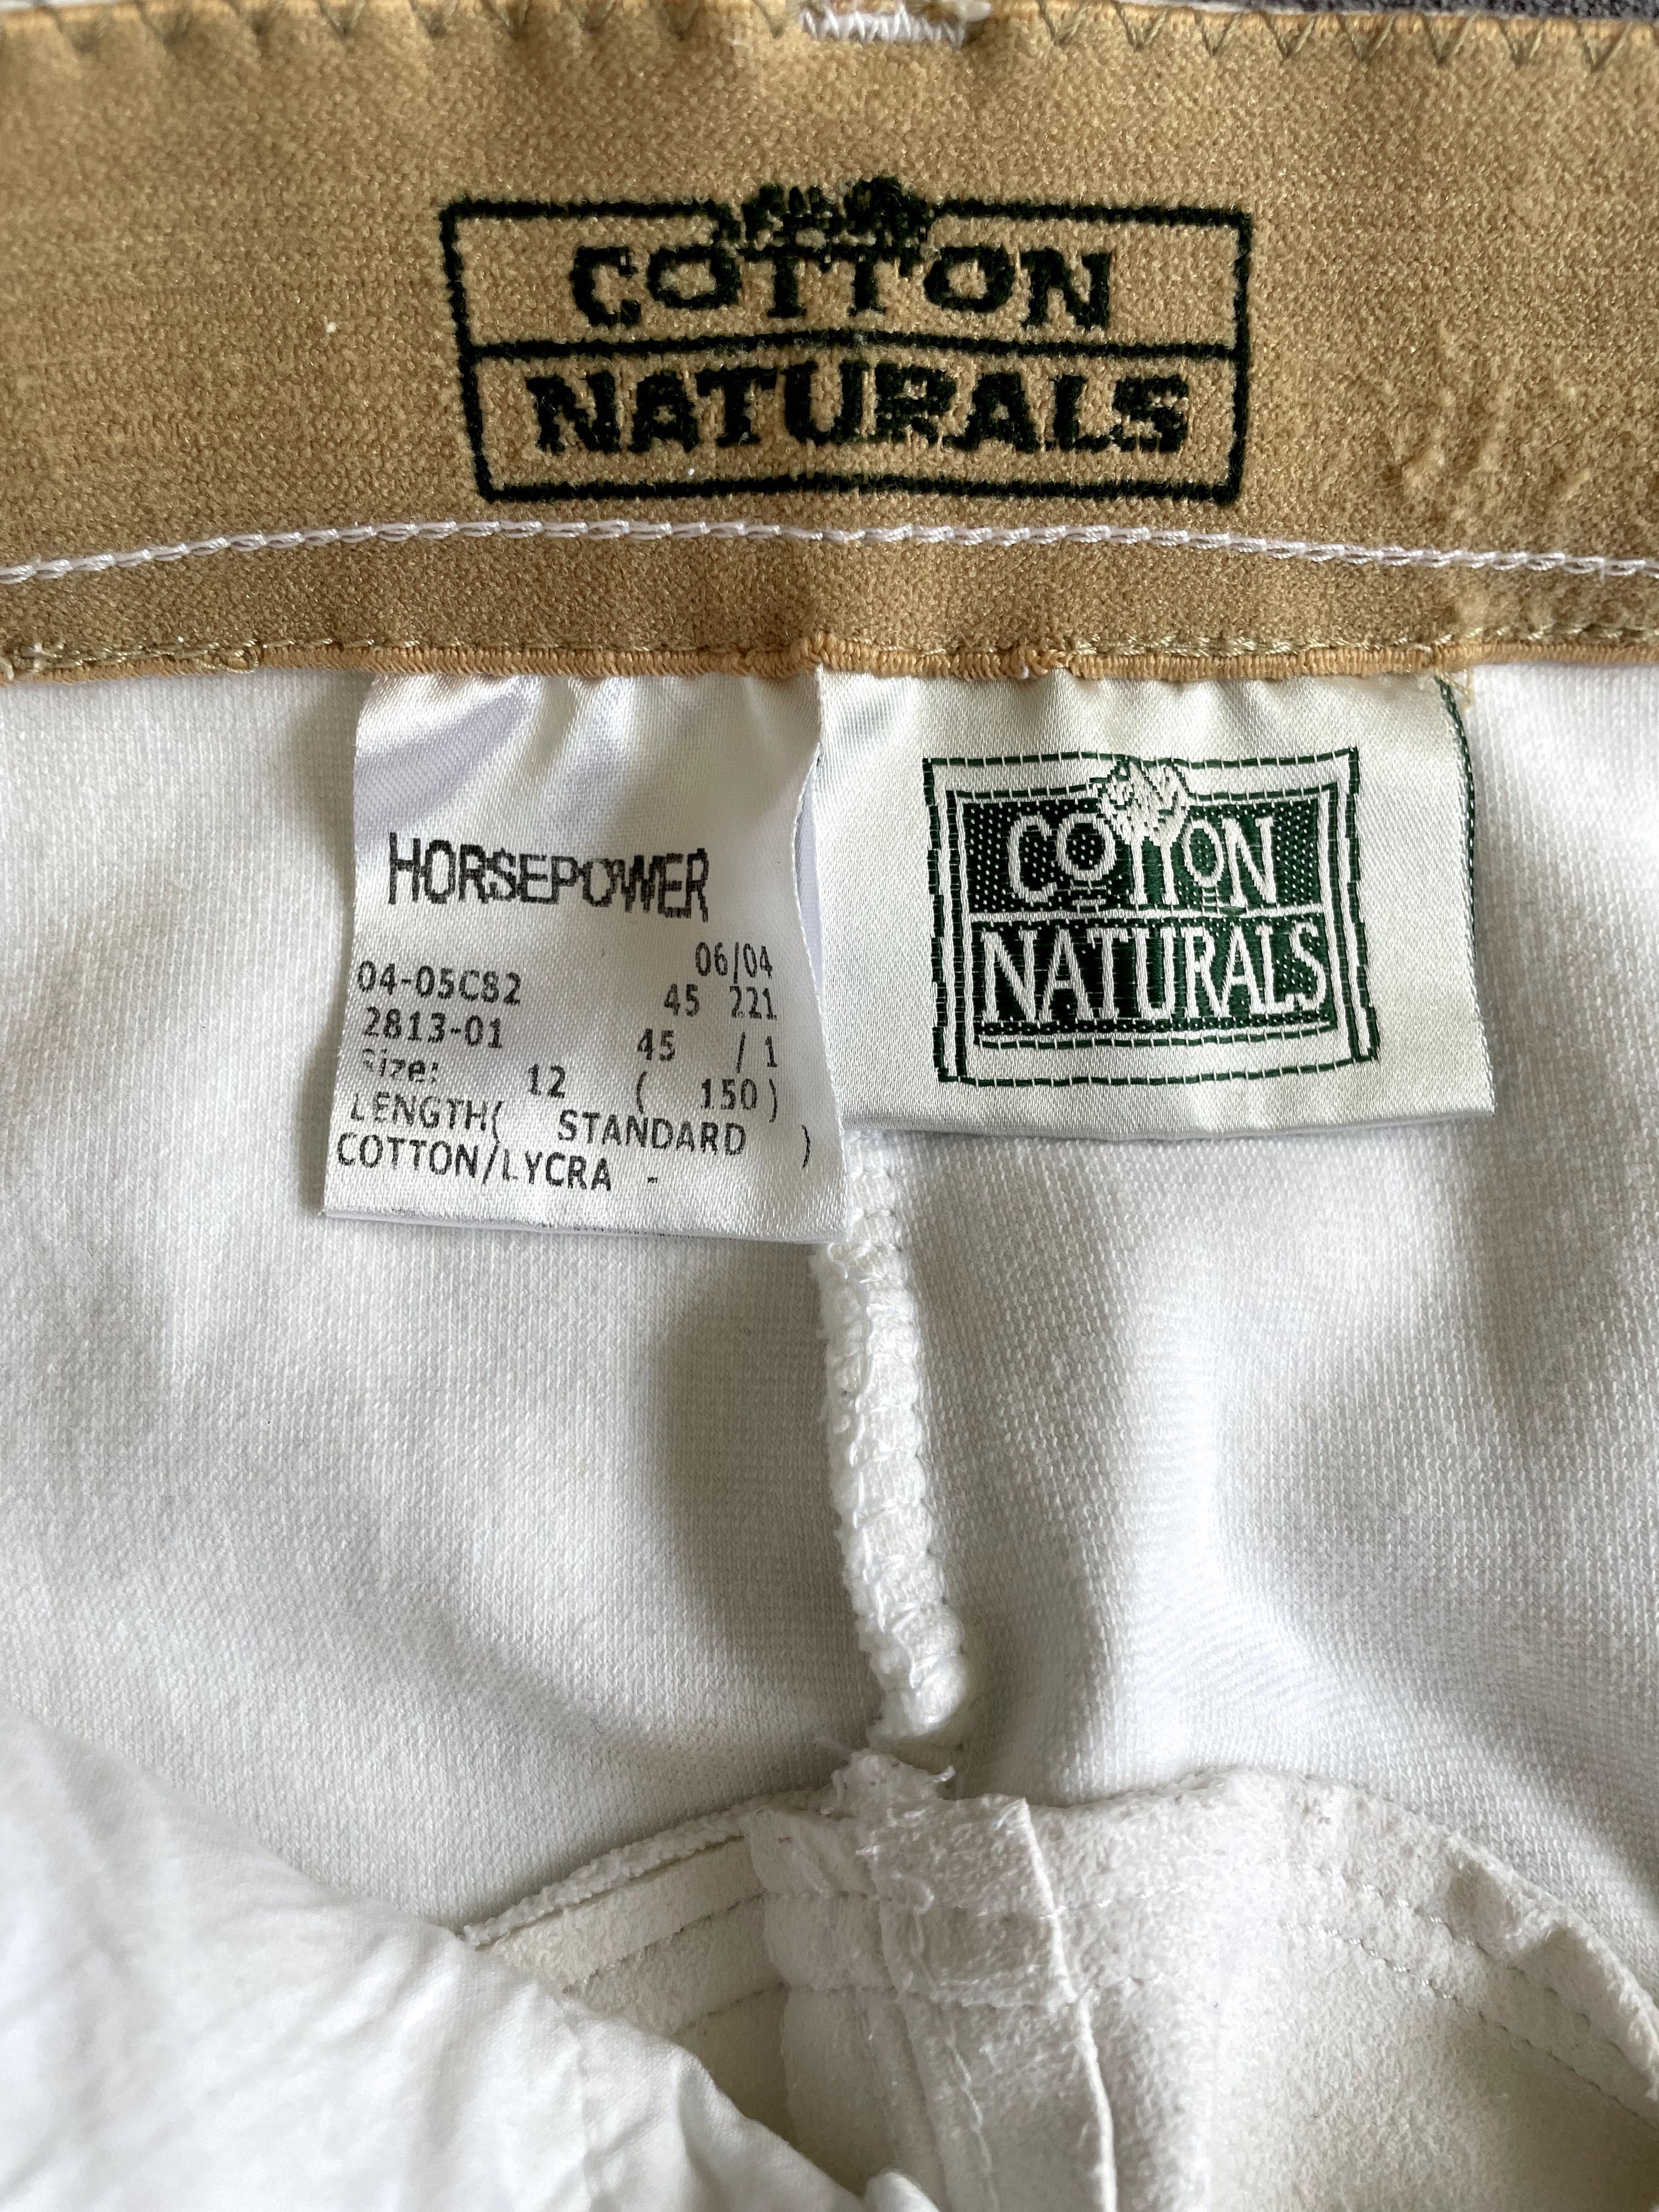 COTTON
NATURALS
HORSEPOWER
06/04
04-05C82 45 221
2813-01 45 / 1
Size: 12 ( 150)
LENGTH( STANDARD )
COTTON/LYCRA -
COTTON
NATURALS